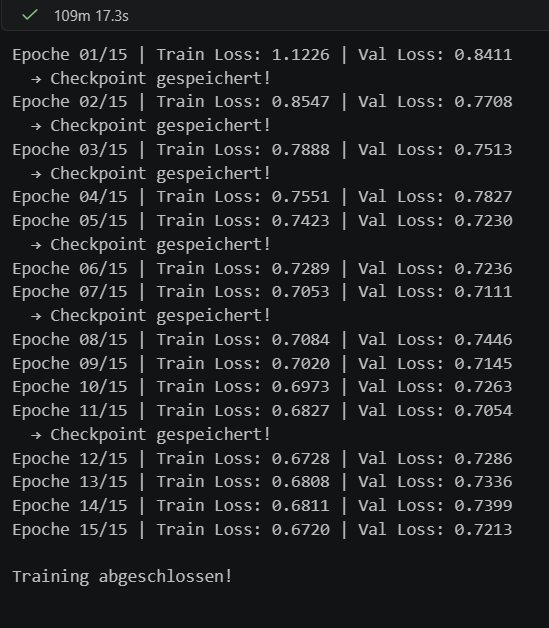 109m 17.3s
Epoche 01/15 | Train Loss: 1.1226 | Val Loss: 0.8411
→ Checkpoint gespeichert!
Epoche 02/15 | Train Loss: 0.8547 | Val Loss: 0.7708
→ Checkpoint gespeichert!
Epoche 03/15 | Train Loss: 0.7888 | Val Loss: 0.7513
→ Checkpoint gespeichert!
Epoche 04/15 | Train Loss: 0.7551 | Val Loss: 0.7827
Epoche 05/15 | Train Loss: 0.7423 | Val Loss: 0.7230
→ Checkpoint gespeichert!
Epoche 06/15 | Train Loss: 0.7289 | Val Loss: 0.7236
Epoche 07/15 | Train Loss: 0.7053 | Val Loss: 0.7111
→ Checkpoint gespeichert!
Epoche 08/15 | Train Loss: 0.7084 | Val Loss: 0.7446
Epoche 09/15 | Train Loss: 0.7020 | Val Loss: 0.7145
Epoche 10/15 | Train Loss: 0.6973 | Val Loss: 0.7263
Epoche 11/15 | Train Loss: 0.6827 | Val Loss: 0.7054
→ Checkpoint gespeichert!
Epoche 12/15 | Train Loss: 0.6728 | Val Loss: 0.7286
Epoche 13/15 | Train Loss: 0.6808 | Val Loss: 0.7336
Epoche 14/15 | Train Loss: 0.6811 | Val Loss: 0.7399
Epoche 15/15 | Train Loss: 0.6720 | Val Loss: 0.7213
Training abgeschlossen!